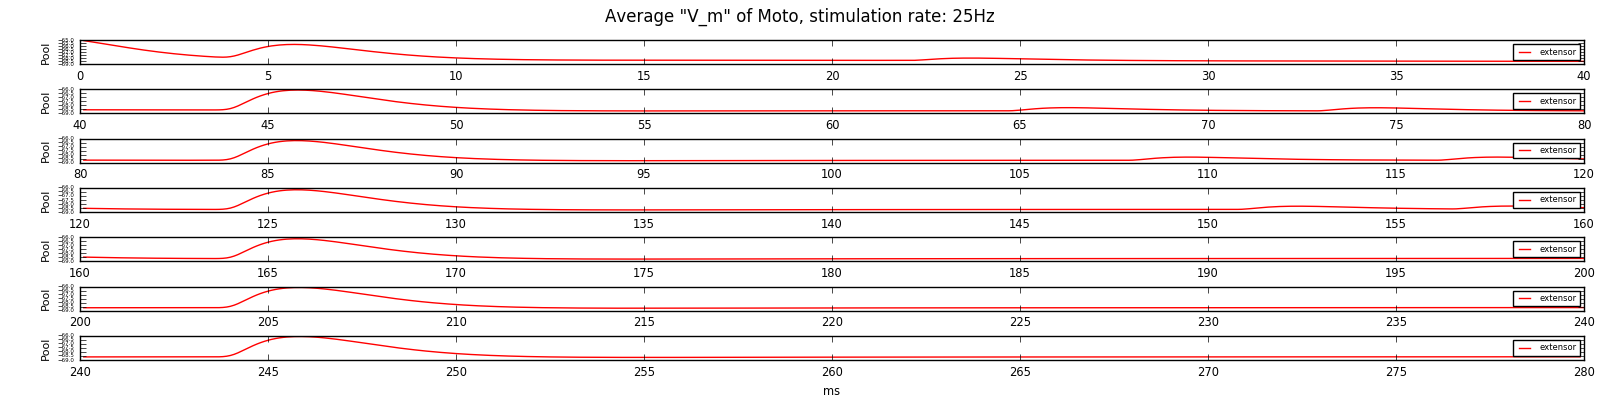 Average "V_m" of Moto, stimulation rate: 25Hz
Pool
extensor
0 5 10 15 20 25 30 35 40
Pool
extensor
40 45 50 55 60 65 70 75 80
Pool
extensor
80 85 90 95 100 105 110 115 120
Pool
extensor
120 125 130 135 140 145 150 155 160
Pool
extensor
160 165 170 175 180 185 190 195 200
Pool
extensor
200 205 210 215 220 225 230 235 240
Pool
extensor
240 245 250 255 260 265 270 275 280
ms